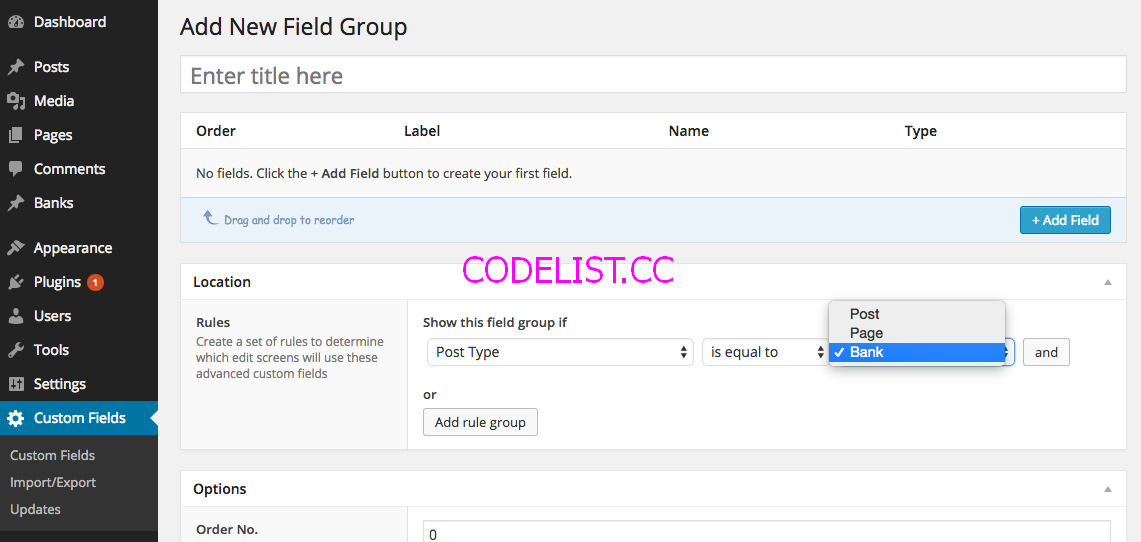 Dashboard
Posts
Media
Pages
Comments
Banks
Appearance
Plugins 1
Users
Tools
Settings
Custom Fields
Custom Fields
Import/Export
Updates
Add New Field Group
Enter title here
Order Label Name Type
No fields. Click the + Add Field button to create your first field.
Drag and drop to reorder
+ Add Field
CODELIST.CC
Location
Rules
Create a set of rules to determine
which edit screens will use these
advanced custom fields
Show this field group if
Post Type is equal to
Post
Page
Bank
and
or
Add rule group
Options
Order No.
0